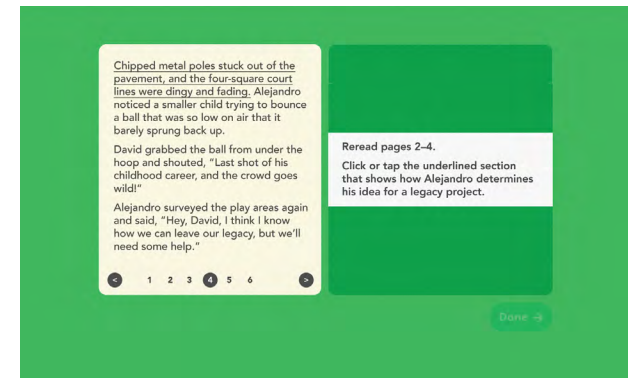 Chipped metal poles stuck out of the
pavement, and the four-square court
lines were dingy and fading. Alejandro
noticed a smaller child trying to bounce
a ball that was so low on air that it
barely sprung back up.
David grabbed the ball from under the
hoop and shouted, "Last shot of his
childhood career, and the crowd goes
wild!"
Alejandro surveyed the play areas again
and said, "Hey, David, I think I know
how we can leave our legacy, but we'll
need some help."
< 1 2 3 4 5 6 >
Reread pages 2–4.
Click or tap the underlined section
that shows how Alejandro determines
his idea for a legacy project.
Done →